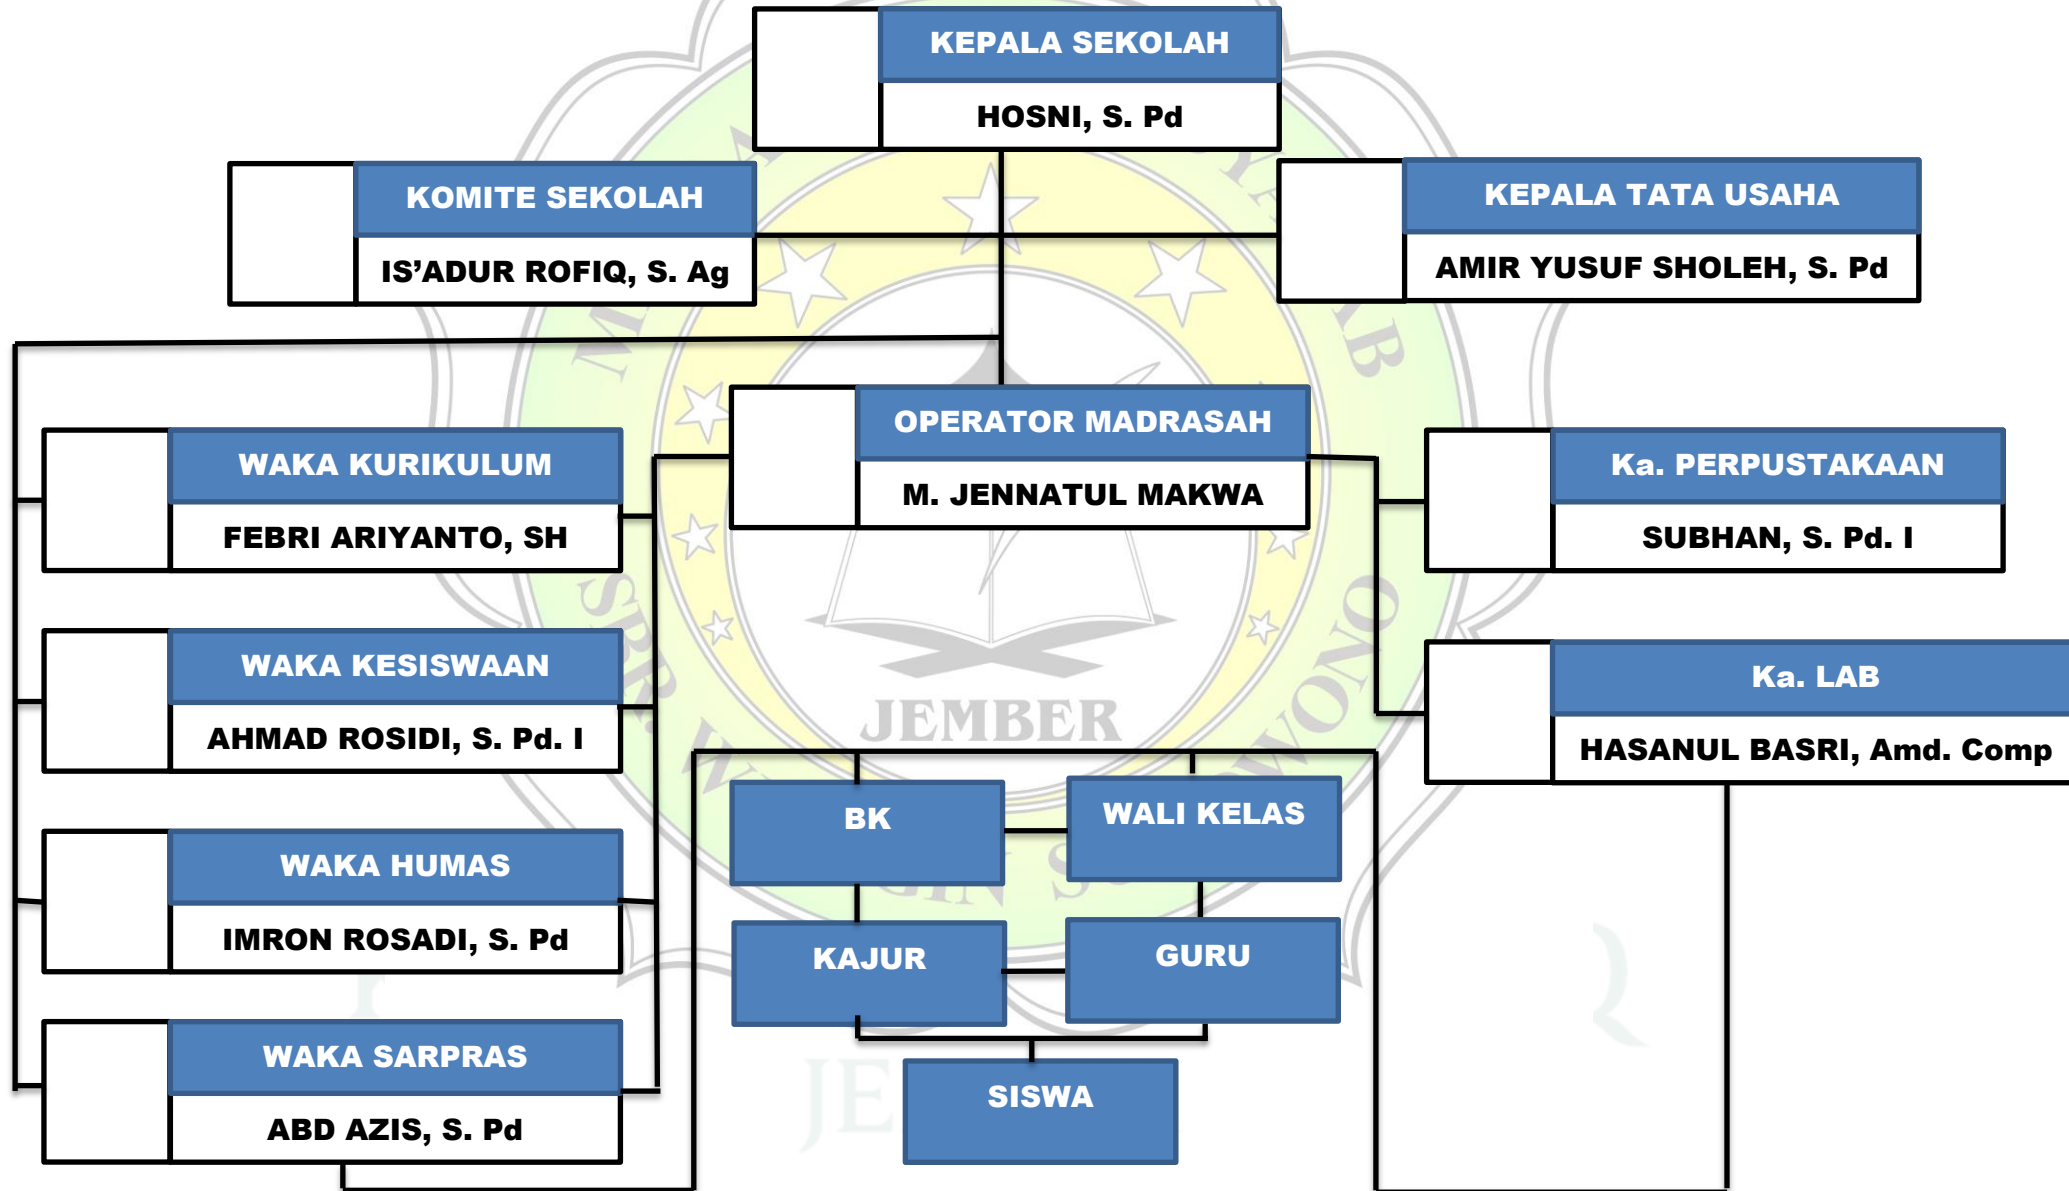 KEPALA SEKOLAH
HOSNI, S. Pd
KOMITE SEKOLAH
IS’ADUR ROFIQ, S. Ag
KEPALA TATA USAHA
AMIR YUSUF SHOLEH, S. Pd
OPERATOR MADRASAH
M. JENNATUL MAKWA
WAKA KURIKULUM
FEBRI ARIYANTO, SH
Ka. PERPUSTAKAAN
SUBHAN, S. Pd. I
WAKA KESISWAAN
AHMAD ROSIDI, S. Pd. I
Ka. LAB
HASANUL BASRI, Amd. Comp
JEMBER
BK
WALI KELAS
WAKA HUMAS
IMRON ROSADI, S. Pd
KAJUR
GURU
WAKA SARPRAS
ABD AZIS, S. Pd
SISWA